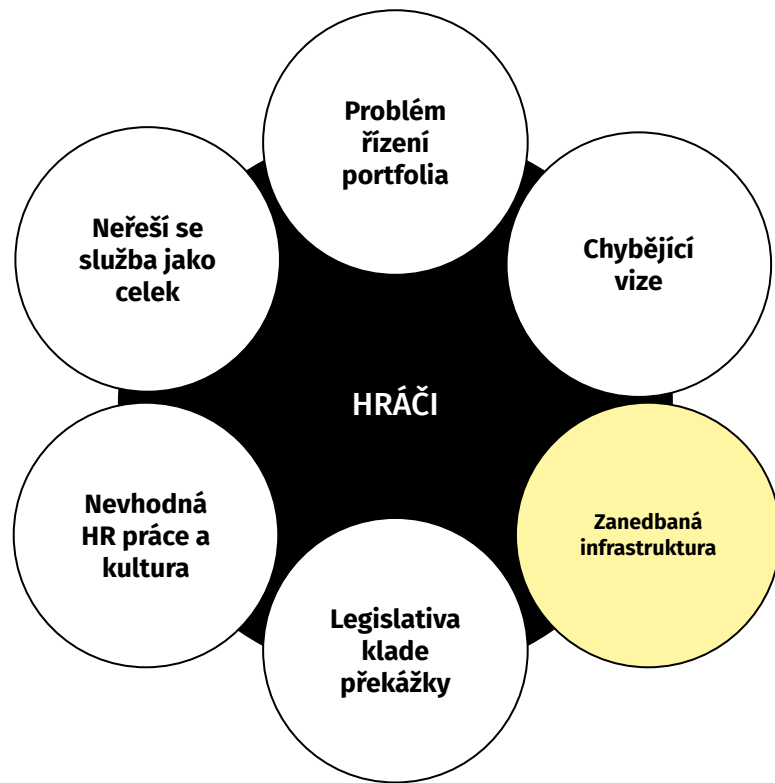 Problém
řízení
portfolia
Neřeší se
služba jako
celek
Chybějící
vize
HRÁČI
Nevhodná
HR práce a
kultura
Zanedbaná
infrastruktura
Legislativa
klade
překážky